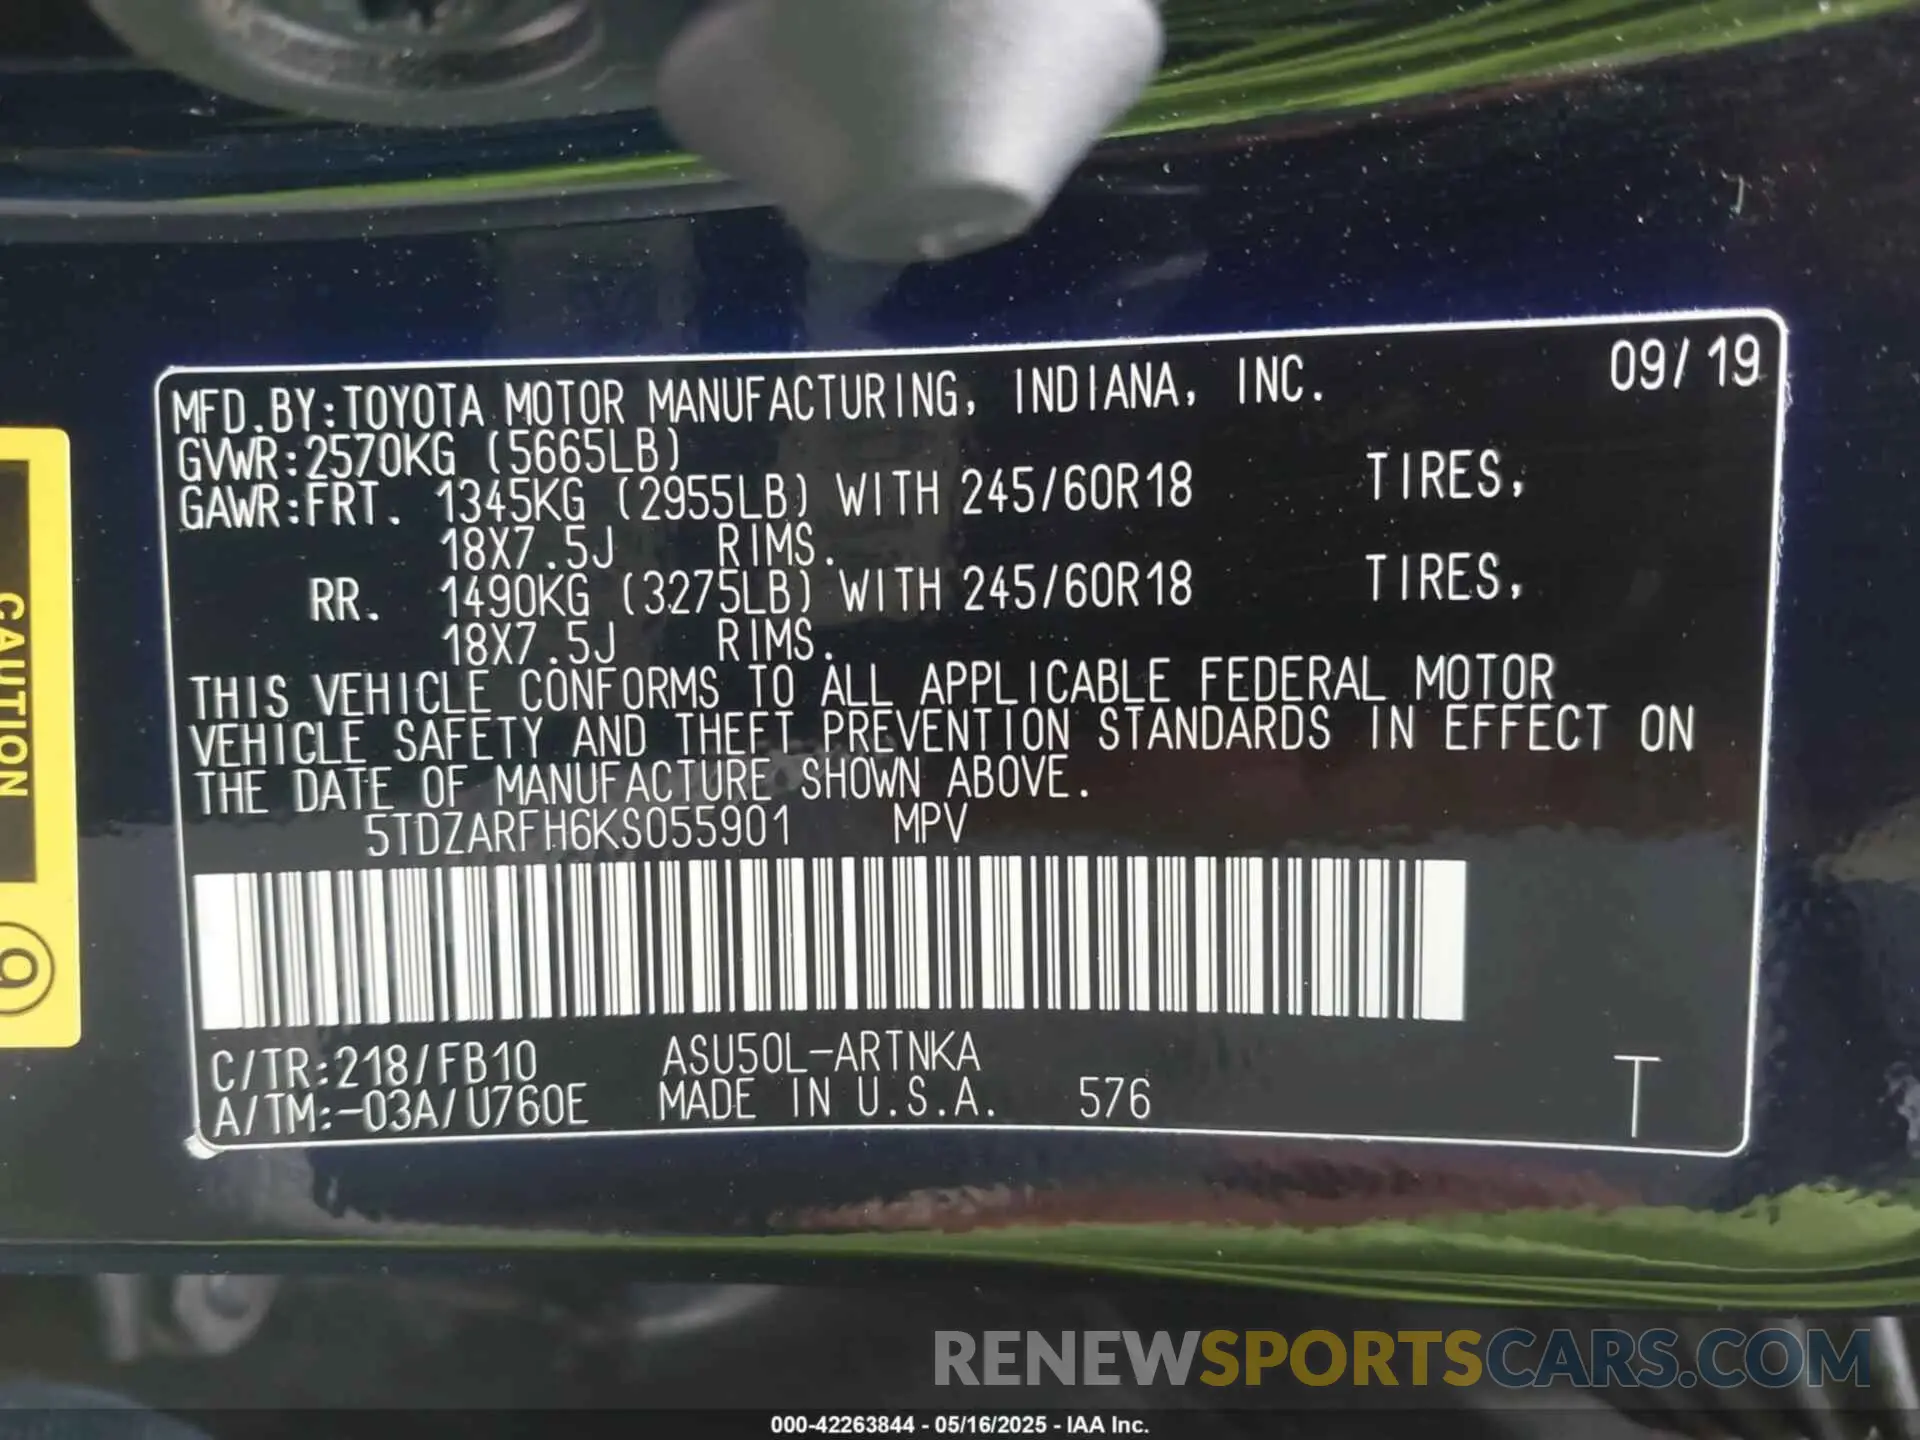 MFD.BY:TOYOTA MOTOR MANUFACTURING, INDIANA, INC. 09/19
GVWR:2570KG (5665LB)
GAWR:FRT. 1345KG (2955LB) WITH 245/60R18 TIRES,
18X7.5J RIMS.
RR. 1490KG (3275LB) WITH 245/60R18 TIRES,
18X7.5J RIMS.
THIS VEHICLE CONFORMS TO ALL APPLICABLE FEDERAL MOTOR
VEHICLE SAFETY AND THEFT PREVENTION STANDARDS IN EFFECT ON
THE DATE OF MANUFACTURE SHOWN ABOVE.
5TDZARFH6KS055901 MPV
C/TR:218/FB10 ASU50L-ARTNKA
A/TM:-03A/U760E MADE IN U.S.A. 576 T
CAUTION
RENEWSPORTSCARS.COM
000-42263844 - 05/16/2025 - IAA Inc.